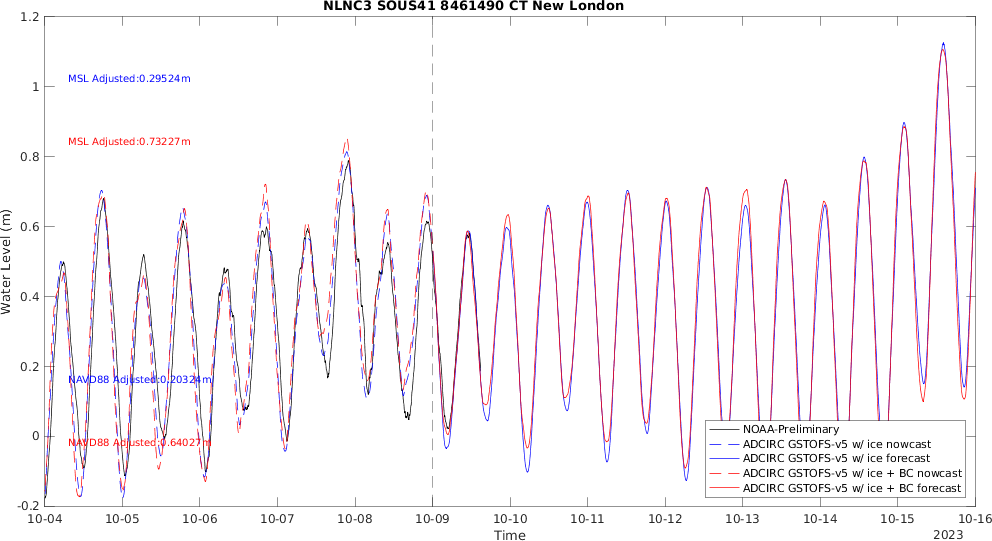 NLNC3 SOUS41 8461490 CT New London
1.2
1
0.8
0.6
0.4
0.2
0
-0.2
Water Level (m)
MSL Adjusted:0.29524m
MSL Adjusted:0.73227m
NAVD88 Adjusted:0.20324m
NAVD88 Adjusted:0.64027m
NOAA-Preliminary
ADCIRC GSTOFS-v5 w/ ice nowcast
ADCIRC GSTOFS-v5 w/ ice forecast
ADCIRC GSTOFS-v5 w/ ice + BC nowcast
ADCIRC GSTOFS-v5 w/ ice + BC forecast
10-04 10-05 10-06 10-07 10-08 10-09 10-10 10-11 10-12 10-13 10-14 10-15 10-16
Time
2023